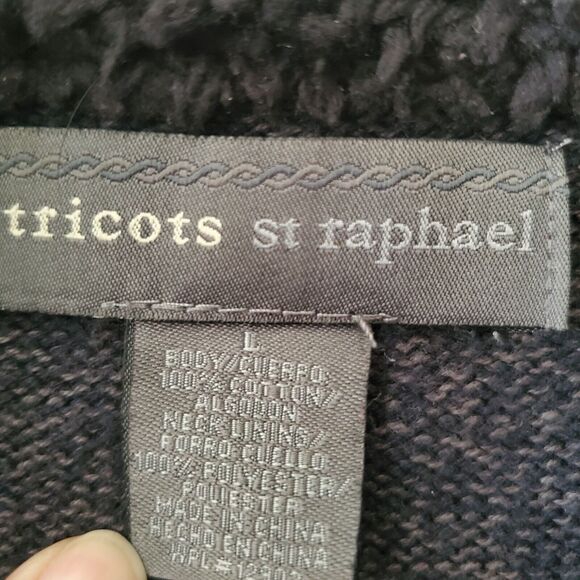 tricots st raphael
L
BODY//CUERPO
100% COTTON//
ALGODON
NECK LINING//
FORRO CUELLO
100% POLYESTER//
POLIESTER
MADE IN CHINA
HECHO EN CHINA